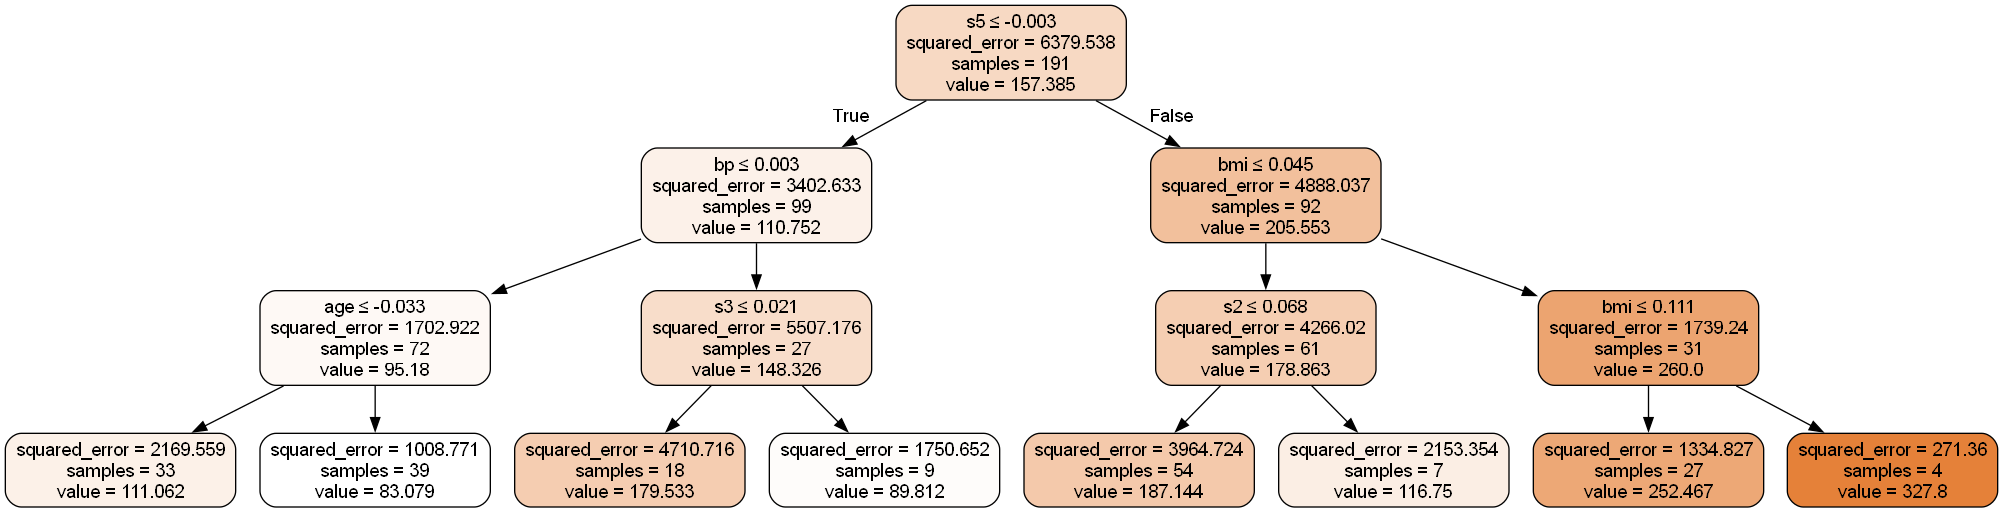 s5 ≤ -0.003
squared_error = 6379.538
samples = 191
value = 157.385
True
False
bp ≤ 0.003
squared_error = 3402.633
samples = 99
value = 110.752
bmi ≤ 0.045
squared_error = 4888.037
samples = 92
value = 205.553
age ≤ -0.033
squared_error = 1702.922
samples = 72
value = 95.18
s3 ≤ 0.021
squared_error = 5507.176
samples = 27
value = 148.326
s2 ≤ 0.068
squared_error = 4266.02
samples = 61
value = 178.863
bmi ≤ 0.111
squared_error = 1739.24
samples = 31
value = 260.0
squared_error = 2169.559
samples = 33
value = 111.062
squared_error = 1008.771
samples = 39
value = 83.079
squared_error = 4710.716
samples = 18
value = 179.533
squared_error = 1750.652
samples = 9
value = 89.812
squared_error = 3964.724
samples = 54
value = 187.144
squared_error = 2153.354
samples = 7
value = 116.75
squared_error = 1334.827
samples = 27
value = 252.467
squared_error = 271.36
samples = 4
value = 327.8